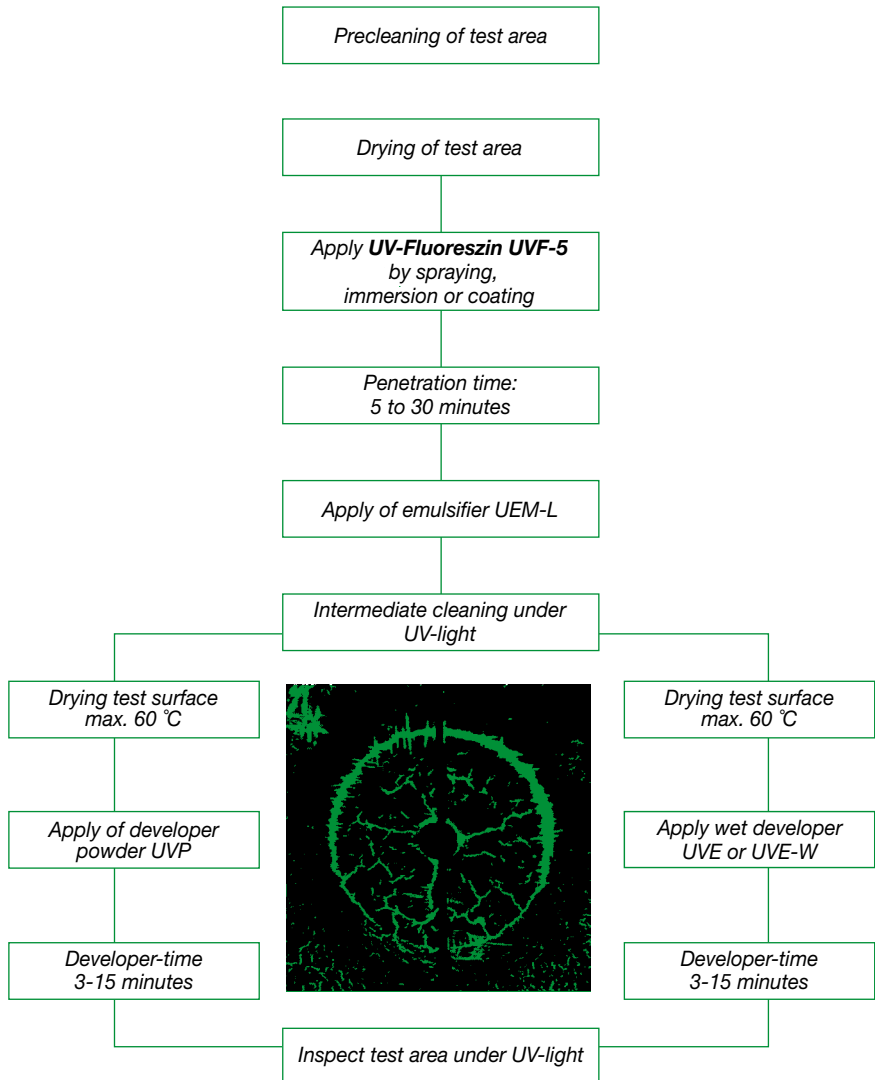 Precleaning of test area
Drying of test area
Apply UV-Fluoreszin UVF-5
by spraying,
immersion or coating
Penetration time:
5 to 30 minutes
Apply of emulsifier UEM-L
Intermediate cleaning under
UV-light
Drying test surface
max. 60 °C
Apply of developer
powder UVP
Developer-time
3-15 minutes
Drying test surface
max. 60 °C
Apply wet developer
UVE or UVE-W
Developer-time
3-15 minutes
Inspect test area under UV-light